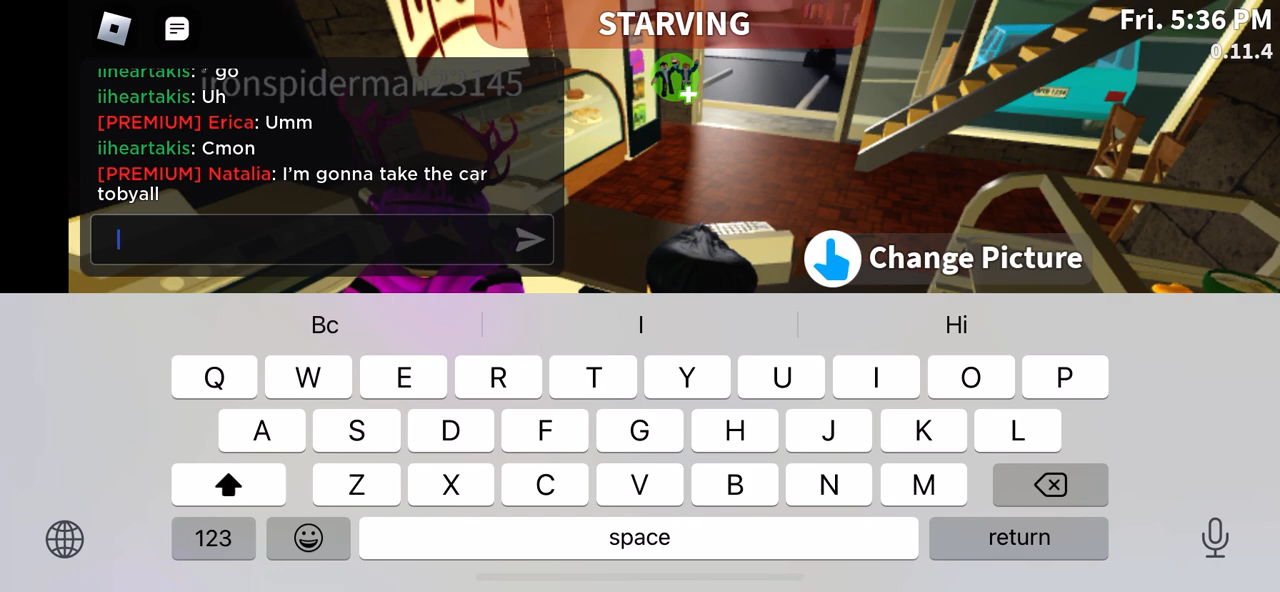 STARVING
Fri. 5:36 PM
0.11.4
iiheartakis: go
ironspiderman23145
iiheartakis: Uh
[PREMIUM] Erica: Umm
iiheartakis: Cmon
[PREMIUM] Natalia: I’m gonna take the car
tobyall
Change Picture
Bc I Hi
Q W E R T Y U I O P
A S D F G H J K L
Z X C V B N M
123 space return